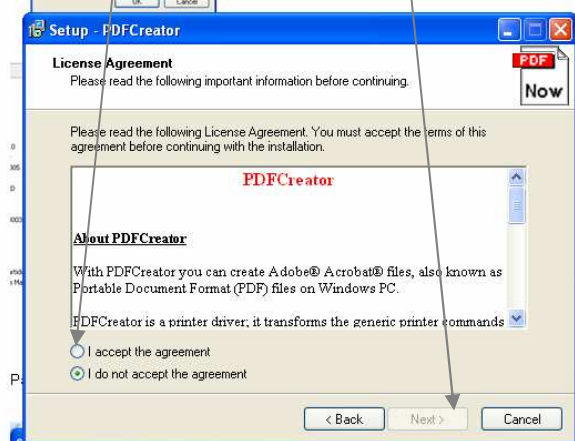 OK Cancel
Setup - PDFCreator
License Agreement
Please read the following important information before continuing.
PDF
Now
Please read the following License Agreement. You must accept the terms of this
agreement before continuing with the installation.
PDFCreator
About PDFCreator
With PDFCreator you can create Adobe® Acrobat® files, also known as
Portable Document Format (PDF) files on Windows PC.
PDFCreator is a printer driver; it transforms the generic printer commands
I accept the agreement
I do not accept the agreement
< Back Next > Cancel